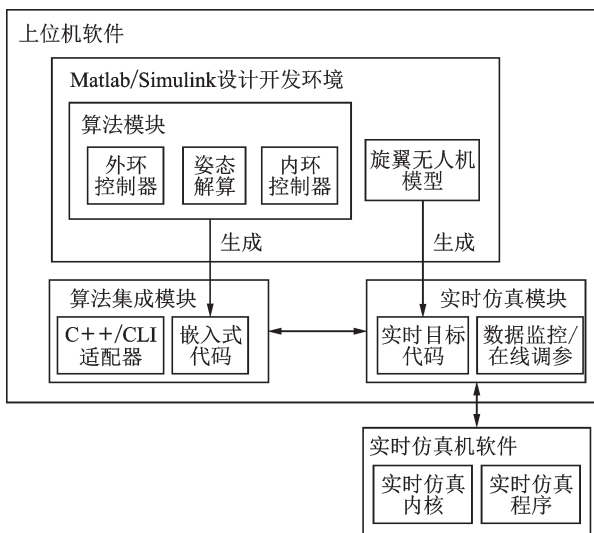 上位机软件
Matlab/Simulink设计开发环境
算法模块
外环
控制器
姿态
解算
内环
控制器
旋翼无人机
模型
生成
生成
算法集成模块
C++/CLI
适配器
嵌入式
代码
实时仿真模块
实时目标
代码
数据监控/
在线调参
实时仿真机软件
实时仿真
内核
实时仿真
程序